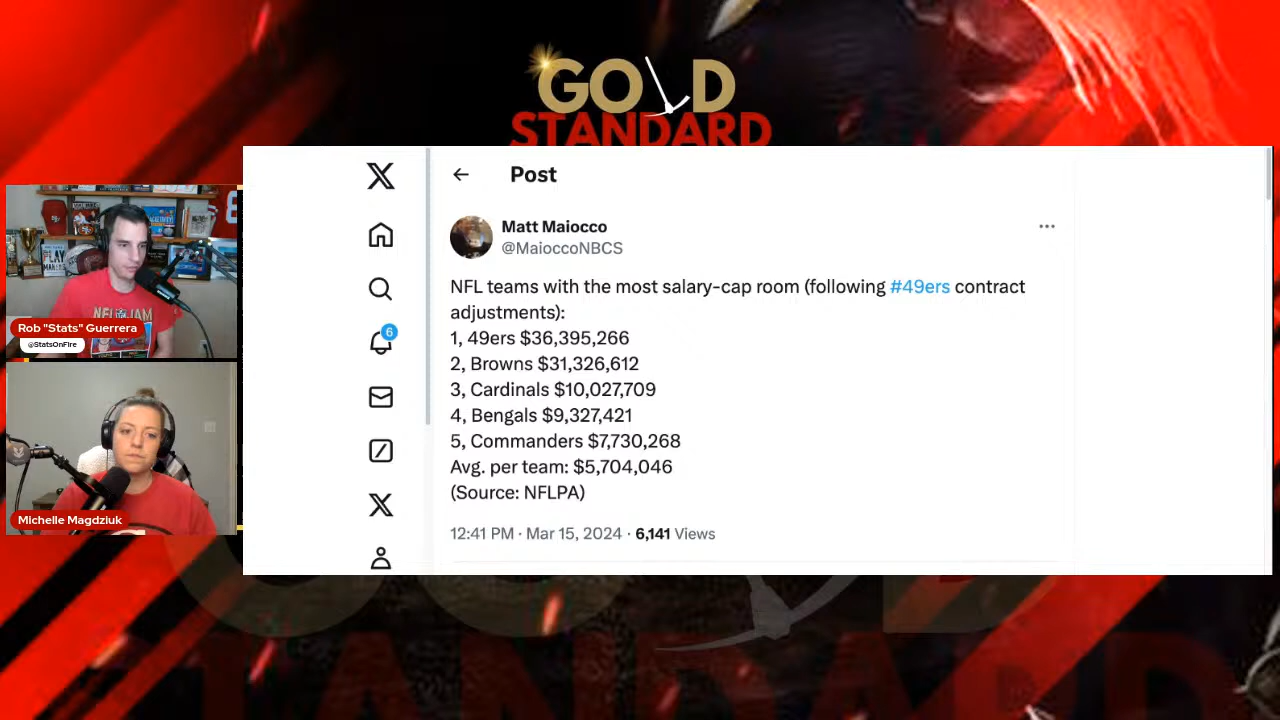 GOLD
STANDARD
Post
Matt Maiocco
@MaioccoNBCS
NFL teams with the most salary-cap room (following #49ers contract
adjustments):
1, 49ers $36,395,266
2, Browns $31,326,612
3, Cardinals $10,027,709
4, Bengals $9,327,421
5, Commanders $7,730,268
Avg. per team: $5,704,046
(Source: NFLPA)
12:41 PM · Mar 15, 2024 · 6,141 Views
6
Rob "Stats" Guerrera
@StatsOnFire
Michelle Magdziuk